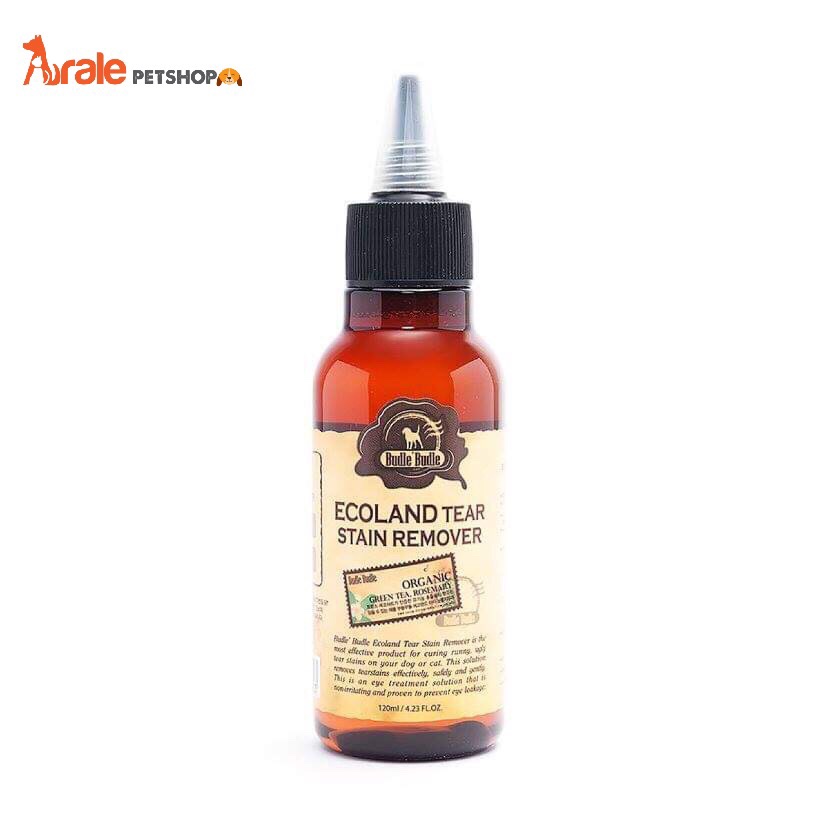 Arale PETSHOP
Budle'Budle
ECOLAND TEAR
STAIN REMOVER
Budle Budle
ORGANIC
GREEN TEA, ROSEMARY
Budle Budle
Budle' Budle Ecoland Tear Stain Remover is the
most effective product for curing runny, ugly
tear stains on your dog or cat. This solution
removes tearstains effectively, safely and gently.
This is an eye treatment solution that is
non-irritating and proven to prevent eye leakage.
120ml / 4.23 FL.OZ.